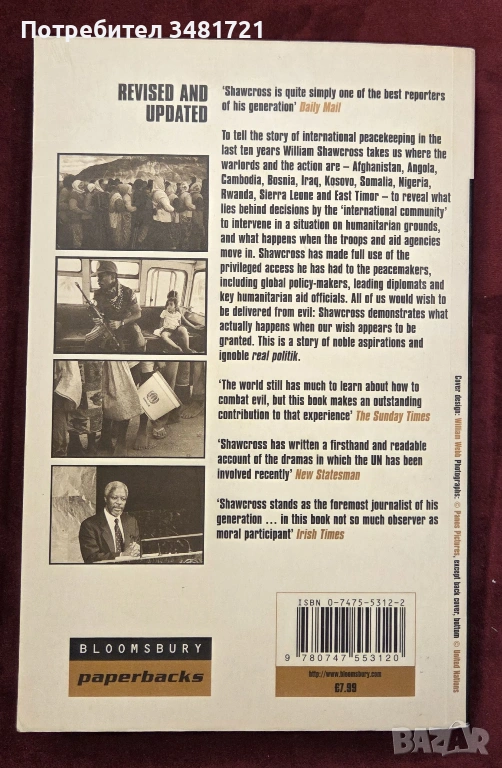 Потребител 3481721
REVISED AND
UPDATED
‘Shawcross is quite simply one of the best reporters
of his generation’ Daily Mail
To tell the story of international peacekeeping in the
last ten years William Shawcross takes us where the
warlords and the action are – Afghanistan, Angola,
Cambodia, Bosnia, Iraq, Kosovo, Somalia, Nigeria,
Rwanda, Sierra Leone and East Timor – to reveal what
lies behind decisions by the ‘international community’
to intervene in a situation on humanitarian grounds,
and what happens when the troops and aid agencies
move in. Shawcross has made full use of the
privileged access he has had to the peacemakers,
including global policy-makers, leading diplomats and
key humanitarian aid officials. All of us would wish to
be delivered from evil: Shawcross demonstrates what
actually happens when our wish appears to be
granted. This is a story of noble aspirations and
ignoble real politik.
‘The world still has much to learn about how to
combat evil, but this book makes an outstanding
contribution to that experience’ The Sunday Times
‘Shawcross has written a firsthand and readable
account of the dramas in which the UN has been
involved recently’ New Statesman
‘Shawcross stands as the foremost journalist of his
generation … in this book not so much observer as
moral participant’ Irish Times
Cover design: William Webb Photographs: © Panos Pictures, except back cover, bottom © United Nations
BLOOMSBURY
paperbacks
ISBN 0-7475-5312-2
9 780747 553120
http://www.bloomsbury.com
£7.99
BAZAR